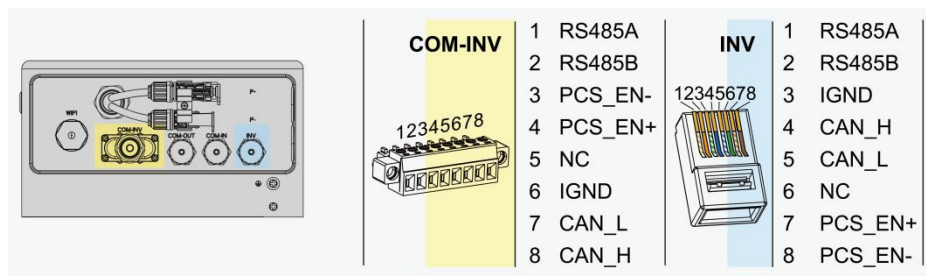 WIFI
COM-INV
COM-OUT
COM-IN
INV
P-
P-
COM-INV
12345678
1 RS485A
2 RS485B
3 PCS_EN-
4 PCS_EN+
5 NC
6 IGND
7 CAN_L
8 CAN_H
INV
12345678
1 RS485A
2 RS485B
3 IGND
4 CAN_H
5 CAN_L
6 NC
7 PCS_EN+
8 PCS_EN-